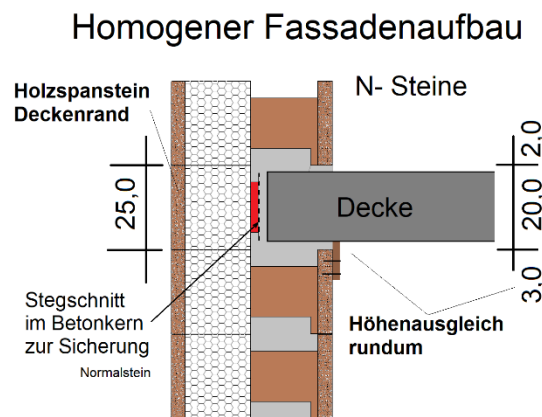 Homogener Fassadenaufbau
Holzspanstein
Deckenrand
N- Steine
25,0
Decke
2,0
20,0
3,0
Stegschnitt
im Betonkern
zur Sicherung
Normalstein
Höhenausgleich
rundum